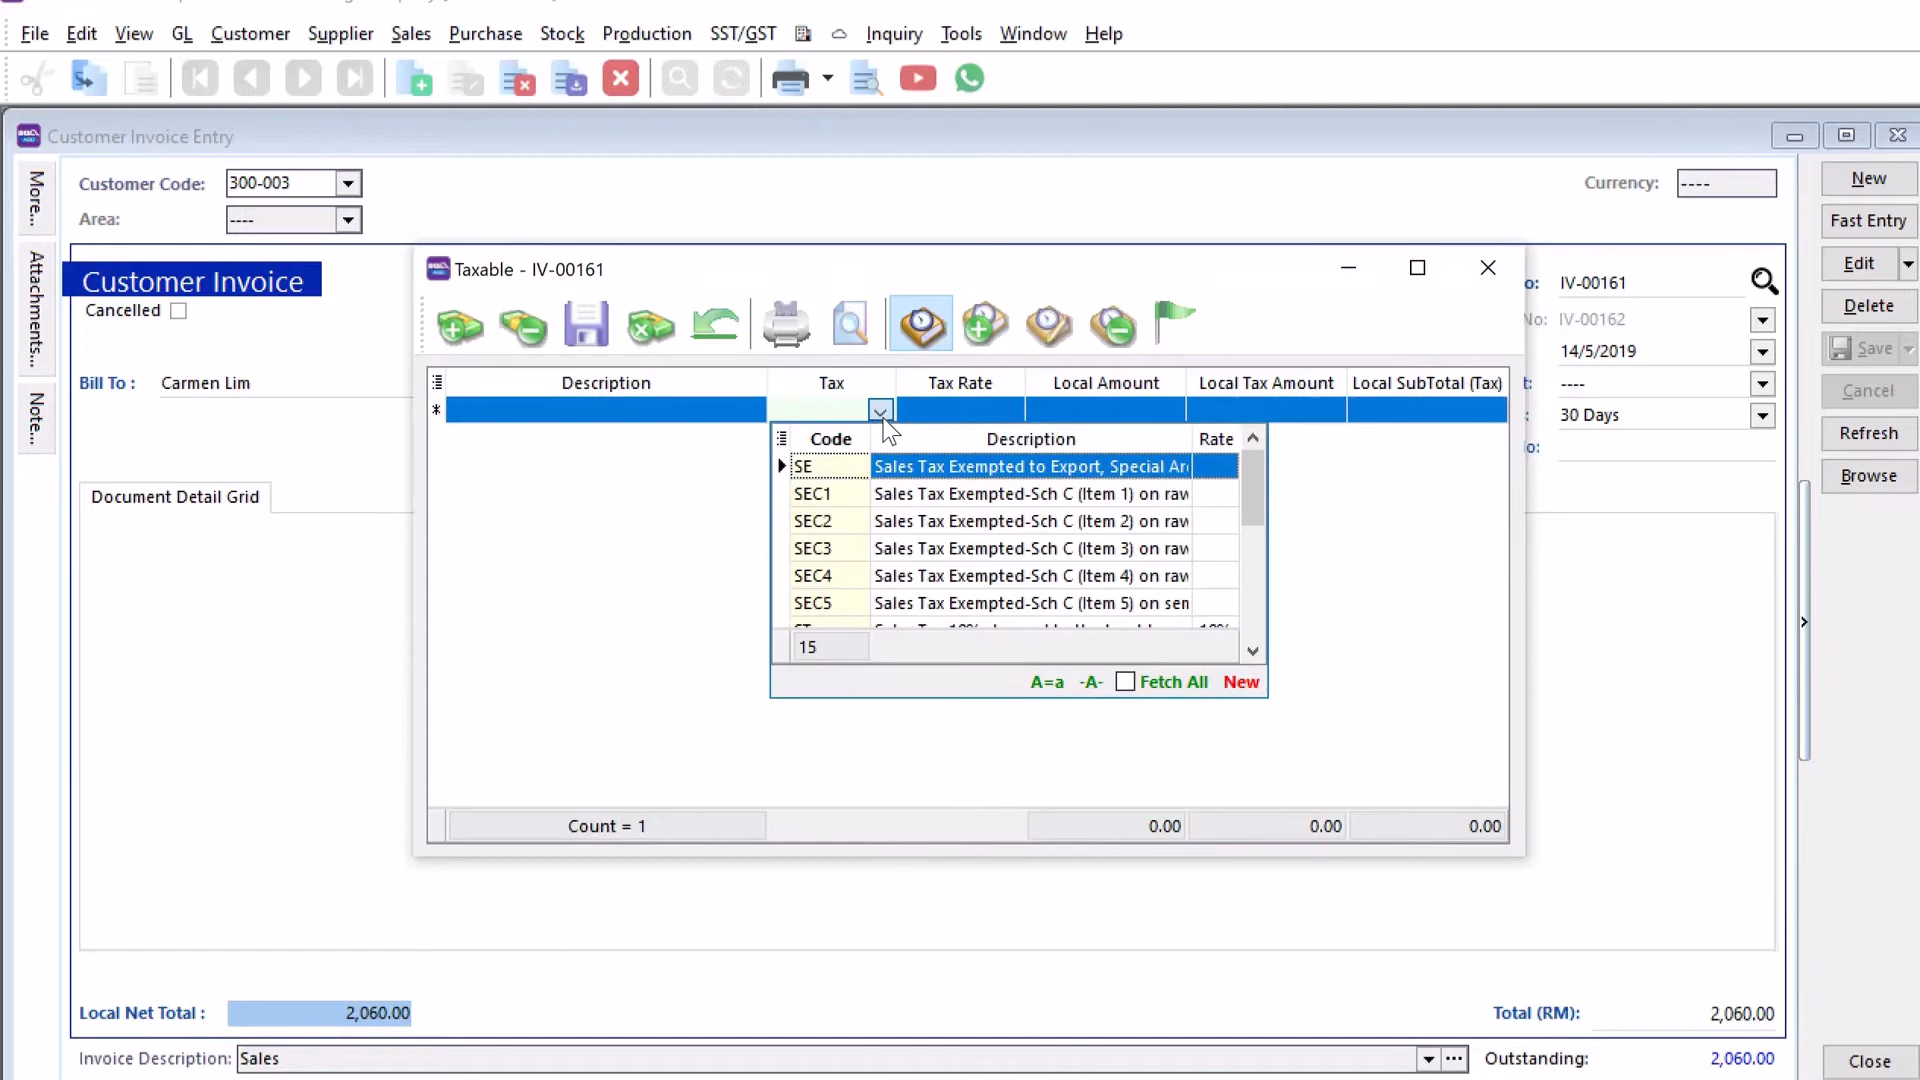 File Edit View GL Customer Supplier Sales Purchase Stock Production SST/GST Inquiry Tools Window Help
Customer Invoice Entry
More...
Attachments...
Note...
Customer Code: 300-003
Currency: ----
Area: ----
New
Fast Entry
Edit
Delete
Save
Cancel
Refresh
Browse
Customer Invoice
Cancelled
Bill To : Carmen Lim
o: IV-00161
No: IV-00162
14/5/2019
t: ----
: 30 Days
lo:
Document Detail Grid
Taxable - IV-00161
Description Tax Tax Rate Local Amount Local Tax Amount Local SubTotal (Tax)
*
Code Description Rate
SE Sales Tax Exempted to Export, Special Ar
SEC1 Sales Tax Exempted-Sch C (Item 1) on raw
SEC2 Sales Tax Exempted-Sch C (Item 2) on raw
SEC3 Sales Tax Exempted-Sch C (Item 3) on raw
SEC4 Sales Tax Exempted-Sch C (Item 4) on raw
SEC5 Sales Tax Exempted-Sch C (Item 5) on sem
15
A=a -A- Fetch All New
Count = 1 0.00 0.00 0.00
Local Net Total : 2,060.00
Total (RM): 2,060.00
Invoice Description: Sales
Outstanding: 2,060.00
Close